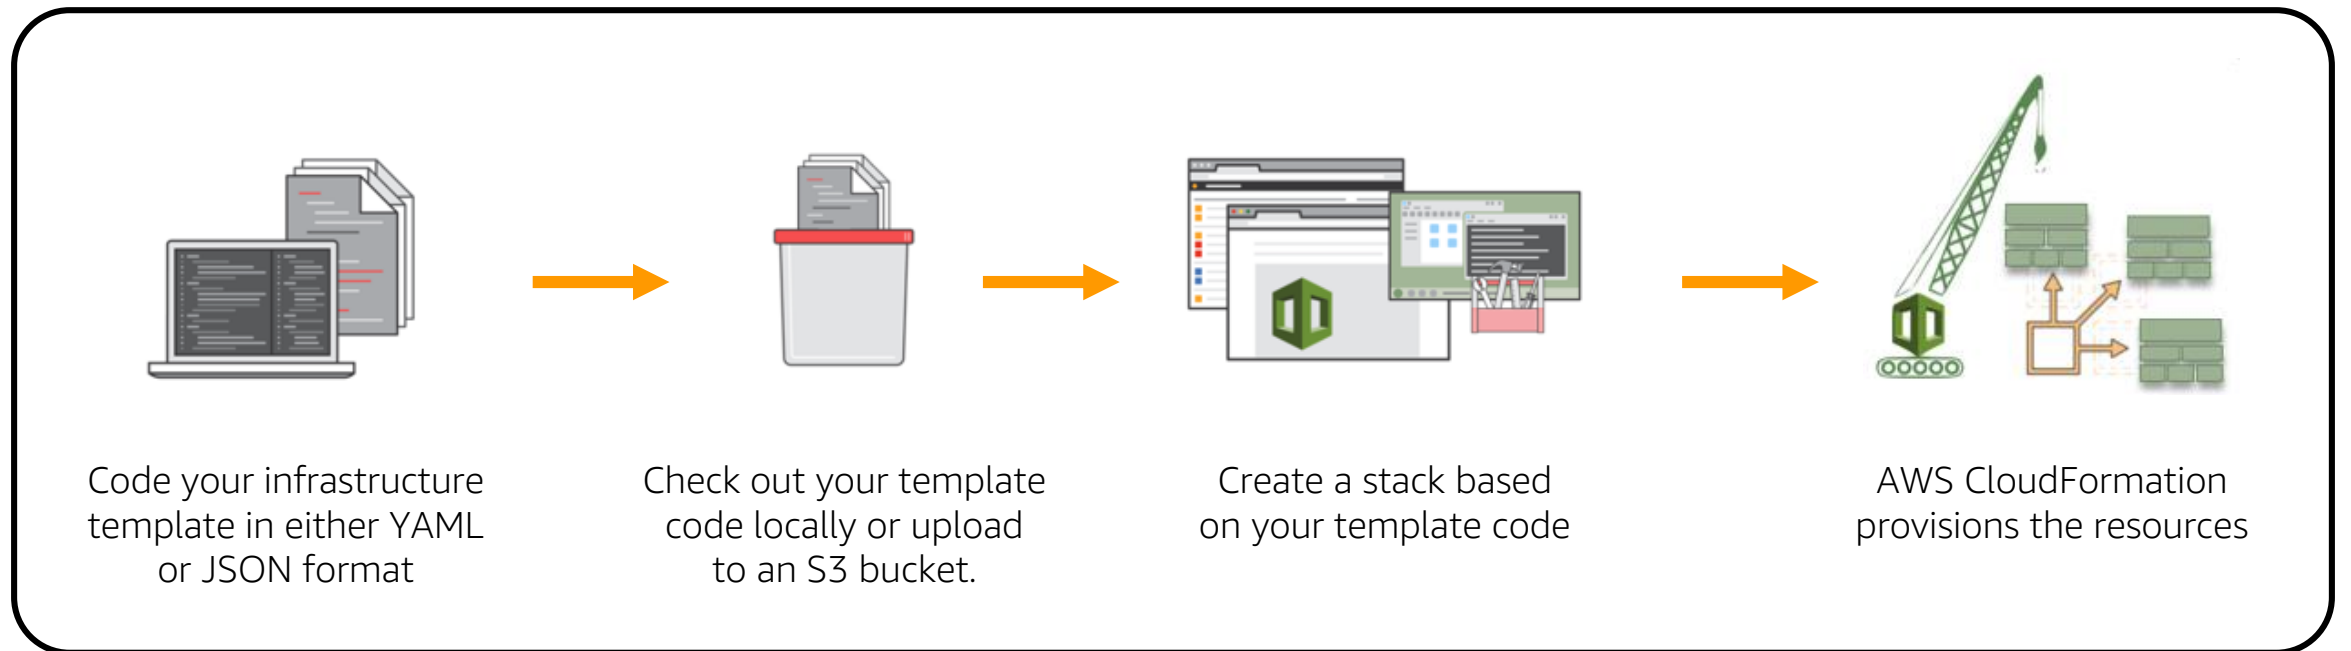 Code your infrastructure
template in either YAML
or JSON format
Check out your template
code locally or upload
to an S3 bucket.
Create a stack based
on your template code
AWS CloudFormation
provisions the resources